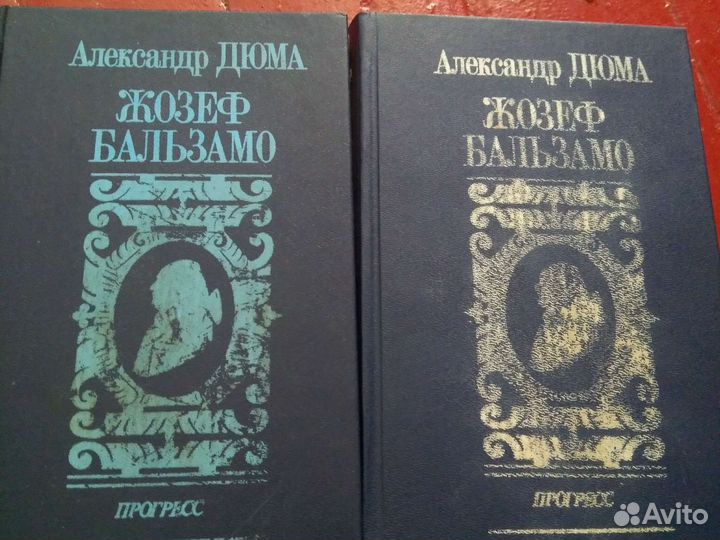 Александр ДЮМА
ЖОЗЕФ
БАЛЬЗАМО
ПРОГРЕСС
Александр ДЮМА
ЖОЗЕФ
БАЛЬЗАМО
ПРОГРЕСС
Avito